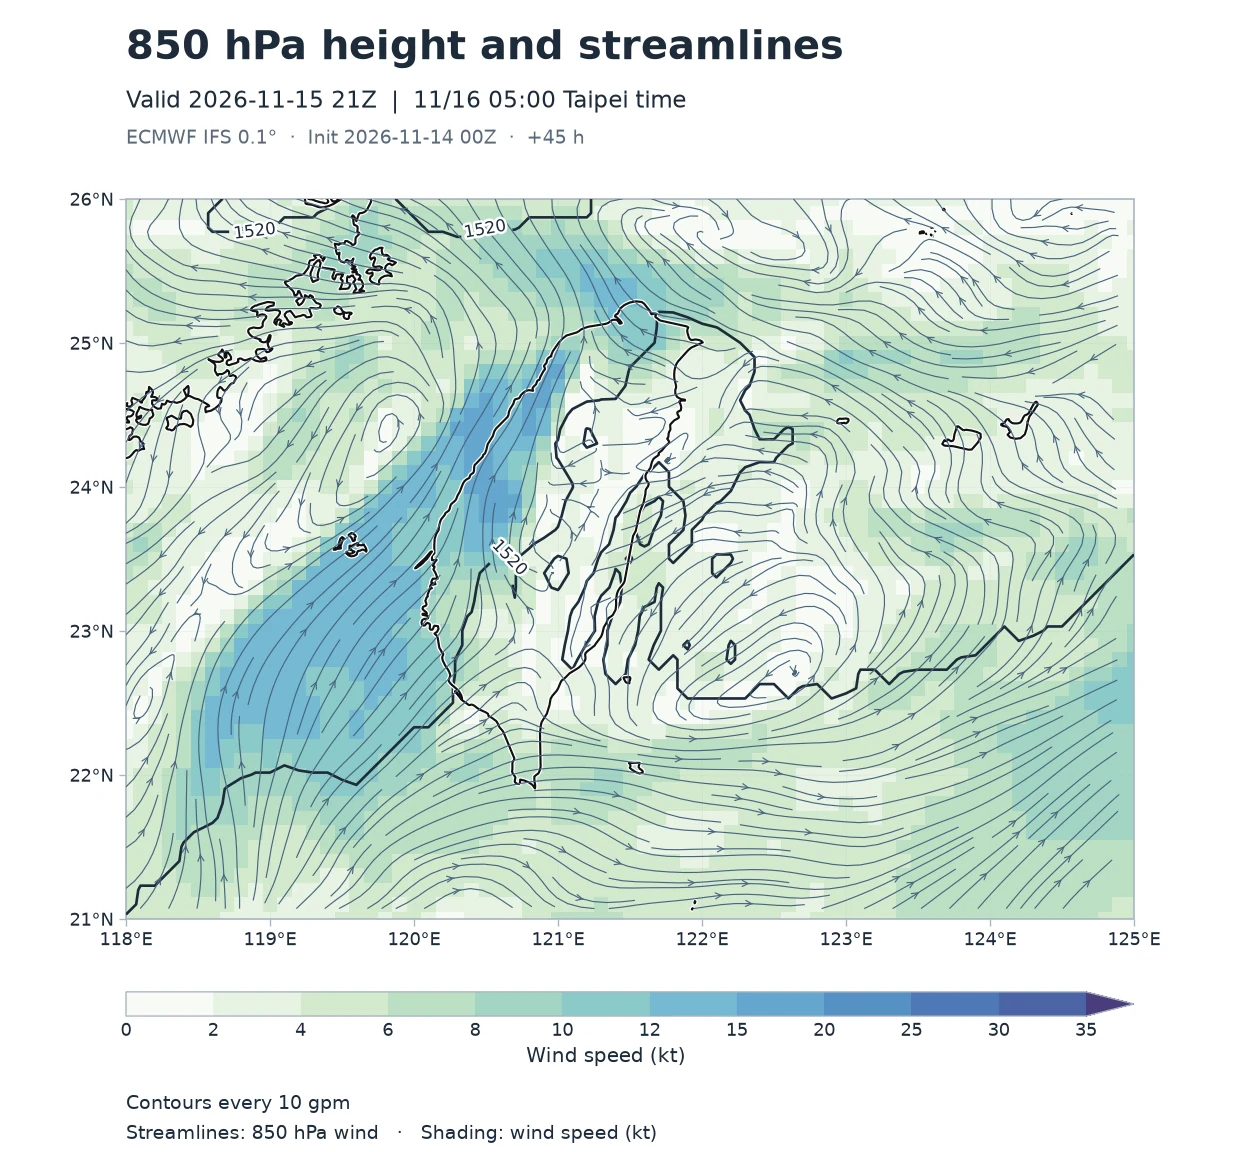 850 hPa height and streamlines
Valid 2026-11-15 21Z | 11/16 05:00 Taipei time
ECMWF IFS 0.1° · Init 2026-11-14 00Z · +45 h
26°N
1520
1520
25°N
24°N
1520
23°N
22°N
21°N
118°E 119°E 120°E 121°E 122°E 123°E 124°E 125°E
0 2 4 6 8 10 12 15 20 25 30 35
Wind speed (kt)
Contours every 10 gpm
Streamlines: 850 hPa wind · Shading: wind speed (kt)